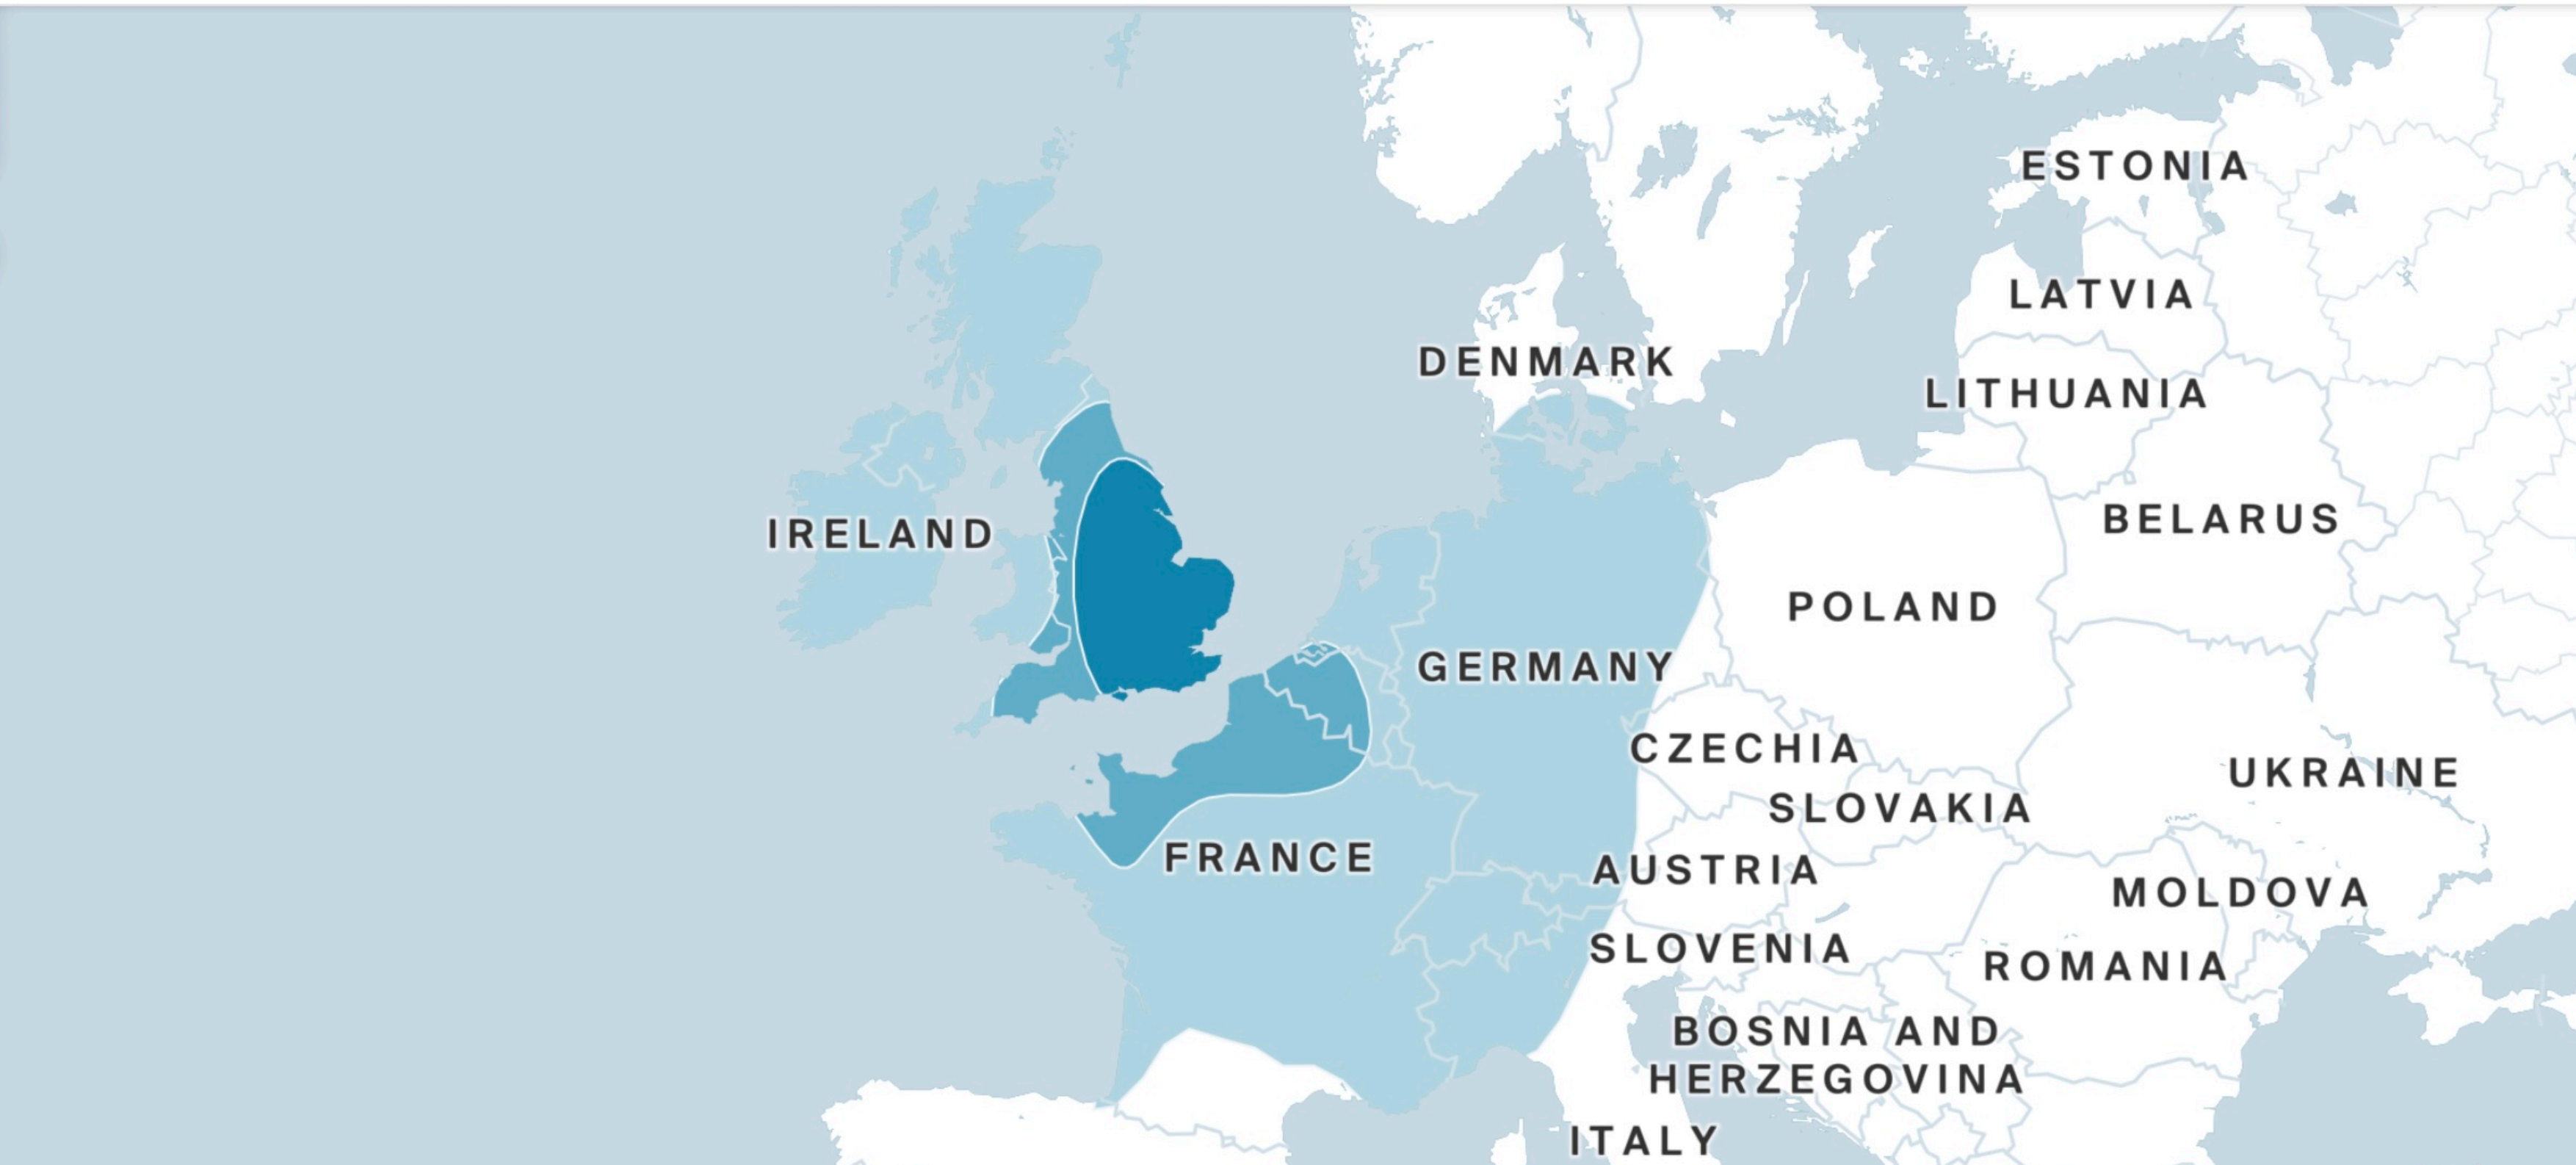 ESTONIA
LATVIA
DENMARK
LITHUANIA
BELARUS
IRELAND
POLAND
GERMANY
CZECHIA
UKRAINE
SLOVAKIA
FRANCE
AUSTRIA
MOLDOVA
SLOVENIA
ROMANIA
BOSNIA AND
HERZEGOVINA
ITALY